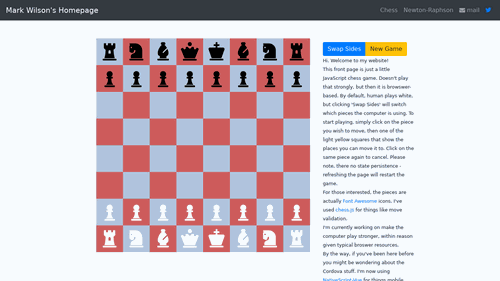 Mark Wilson's Homepage
Chess Newton-Raphson mail
Swap Sides New Game
Hi, Welcome to my website!
This front page is just a little
JavaScript chess game. Doesn't play
that strongly, but then it is browser-
based. By default, human plays white,
but clicking 'Swap Sides' will switch
which pieces the computer is using. To
start playing, simply click on the piece
you wish to move, then one of the
light yellow squares that show the
places you can move it to. Click on the
same piece again to cancel. Please
note, there no state persistence -
refreshing the page will restart the
game.
For those interested, the pieces are
actually Font Awesome icons. I've
used chess.js for things like move
validation.
I'm currently working on make the
computer play stronger, within reason
given typical broswer resources.
By the way, if you've been here before
you might be wondering about the
Cordova stuff. I'm now using
NativeScript-Vue for things mobile